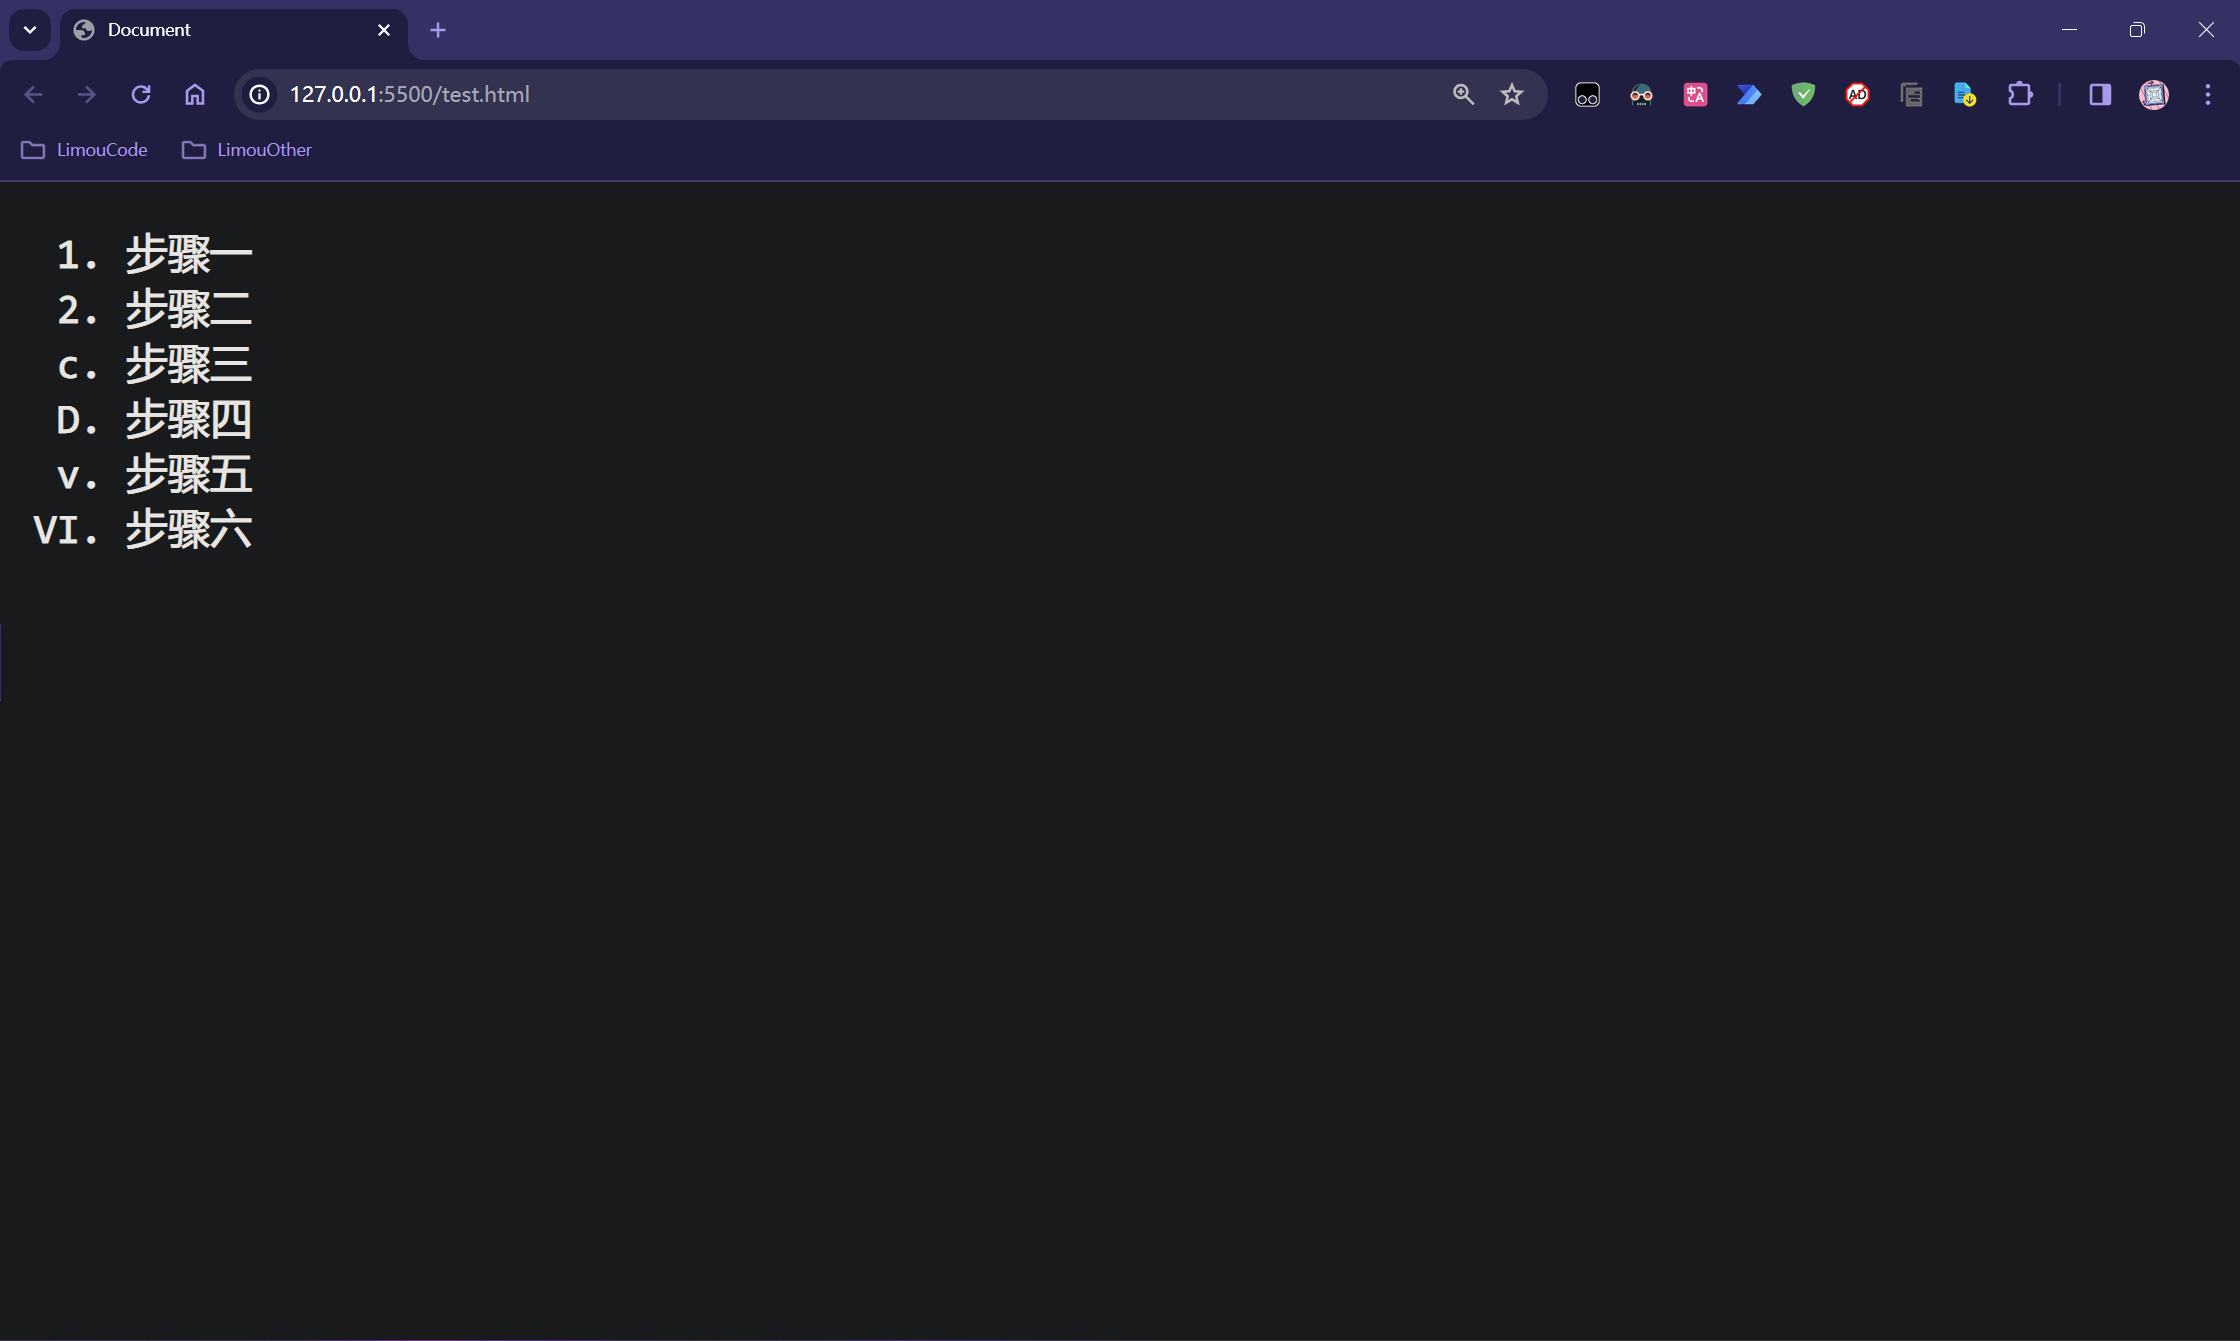 Document
127.0.0.1:5500/test.html
LimouCode LimouOther
1. 步骤一
2. 步骤二
c. 步骤三
D. 步骤四
v. 步骤五
VI. 步骤六